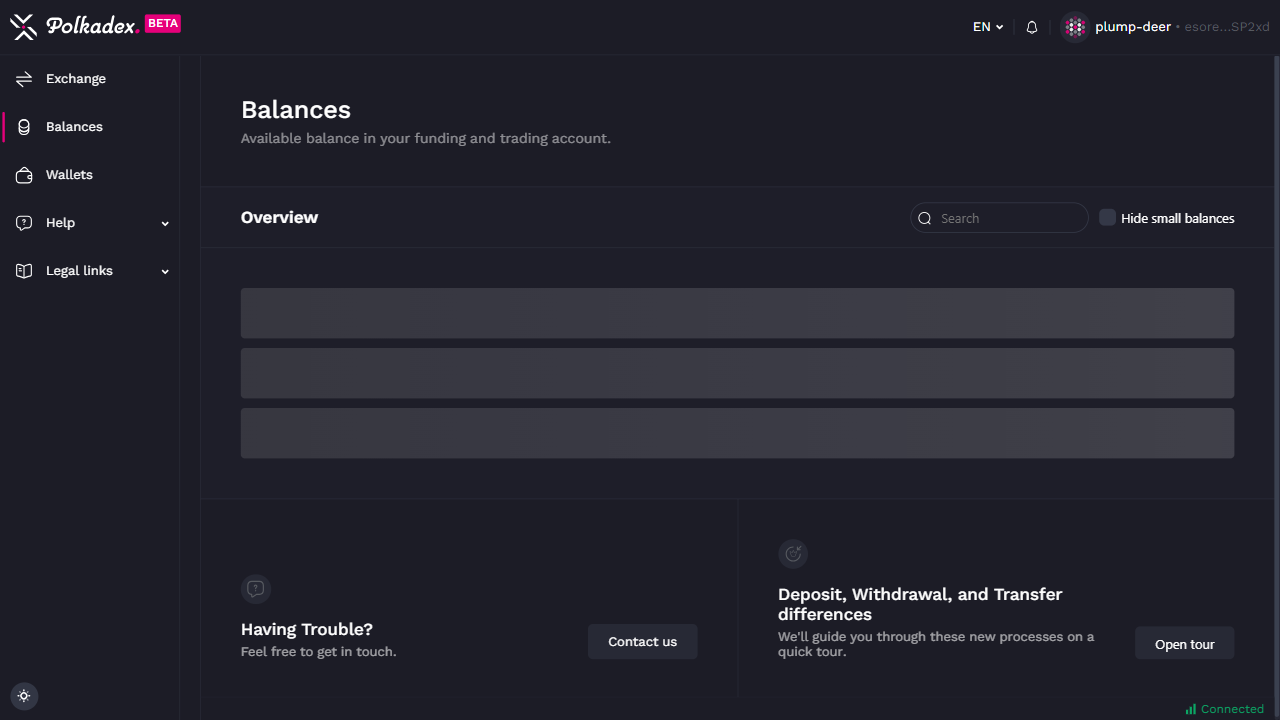 Polkadex. BETA
EN
plump-deer • esore...SP2xd
Exchange
Balances
Wallets
Help
Legal links
Balances
Available balance in your funding and trading account.
Overview
Search
Hide small balances
Having Trouble?
Feel free to get in touch.
Contact us
Deposit, Withdrawal, and Transfer
differences
We'll guide you through these new processes on a
quick tour.
Open tour
Connected